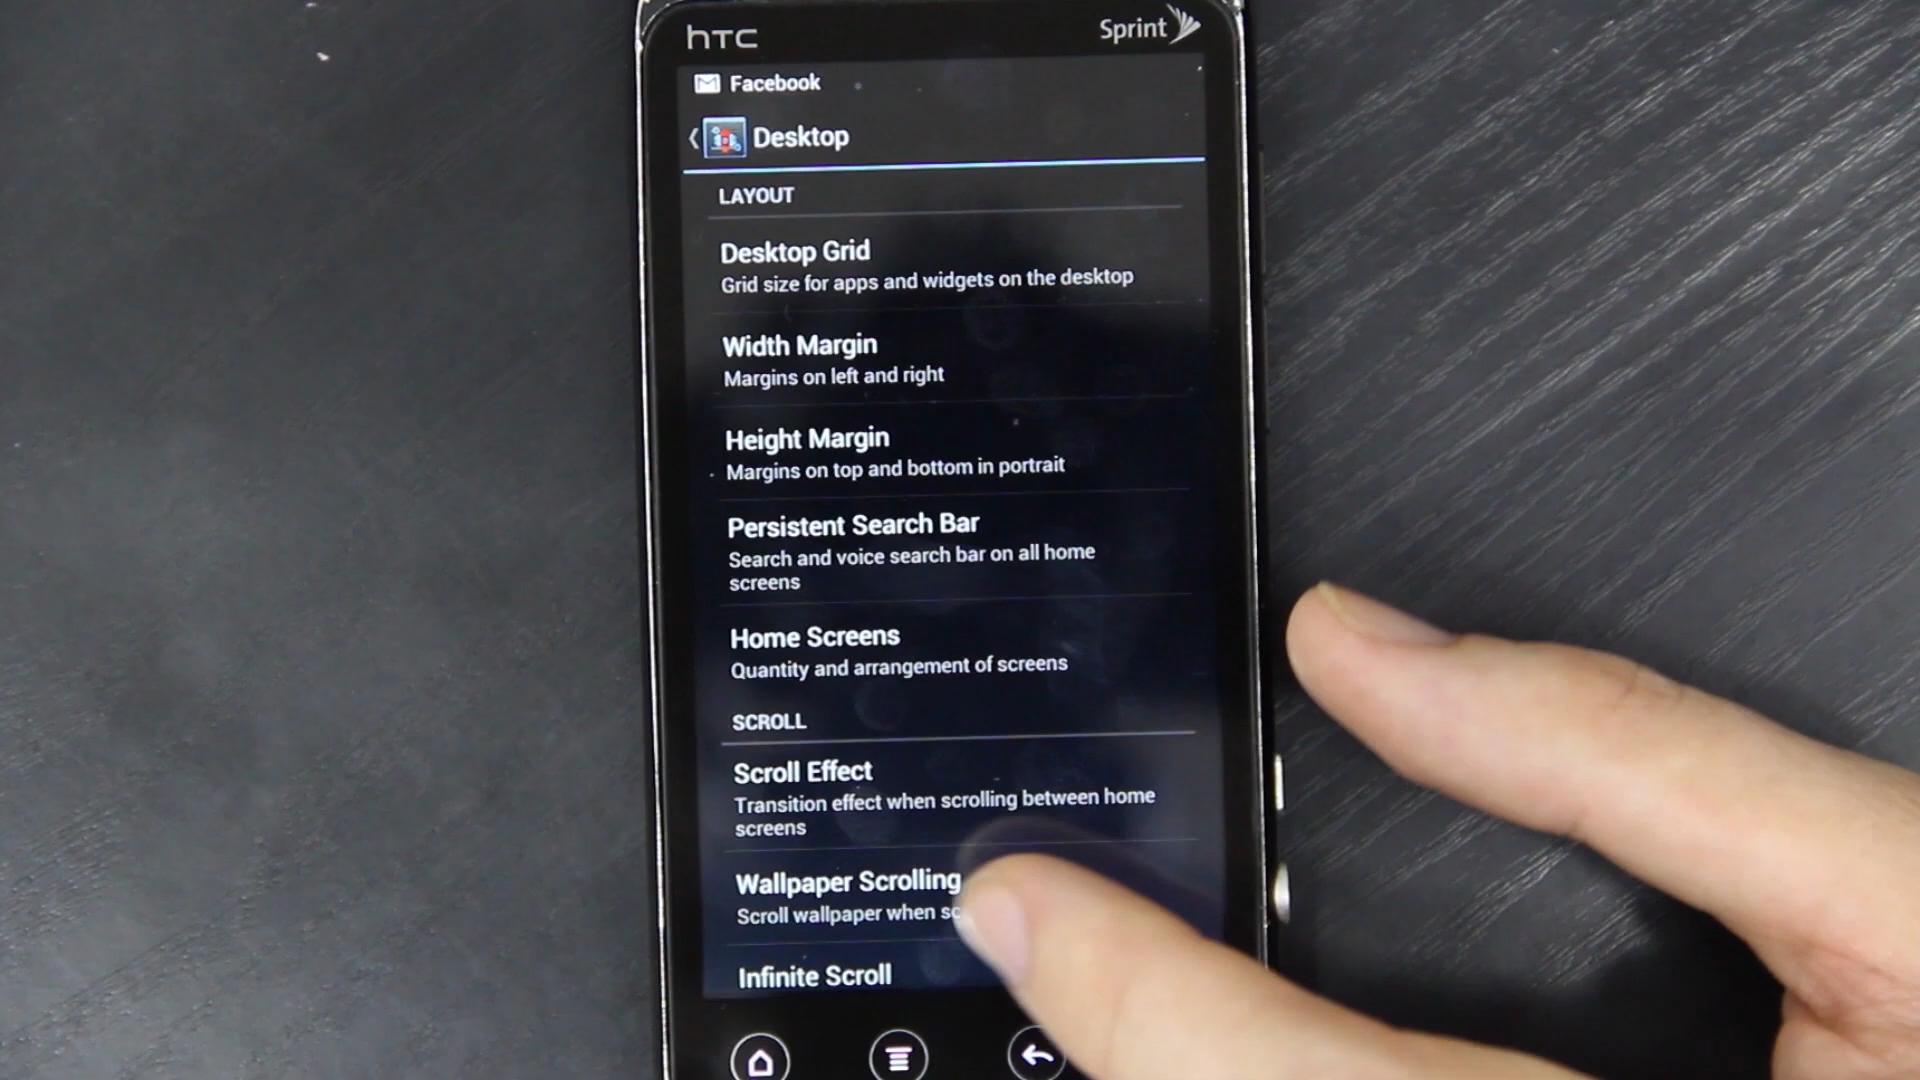 hTC
Sprint
Facebook
Desktop
LAYOUT
Desktop Grid
Grid size for apps and widgets on the desktop
Width Margin
Margins on left and right
Height Margin
Margins on top and bottom in portrait
Persistent Search Bar
Search and voice search bar on all home
screens
Home Screens
Quantity and arrangement of screens
SCROLL
Scroll Effect
Transition effect when scrolling between home
screens
Wallpaper Scrolling
Scroll wallpaper when
Infinite Scroll